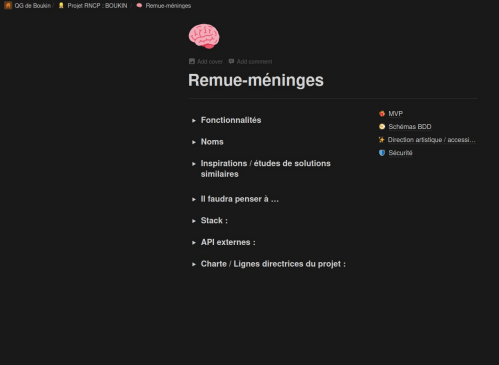 QG de Boukin / Projet RNCP : BOUKIN / Remue-méninges
Add cover Add comment
Remue-méninges
Fonctionnalités
Noms
Inspirations / études de solutions
similaires
Il faudra penser à …
Stack :
API externes :
Charte / Lignes directrices du projet :
MVP
Schémas BDD
Direction artistique / accessi…
Sécurité